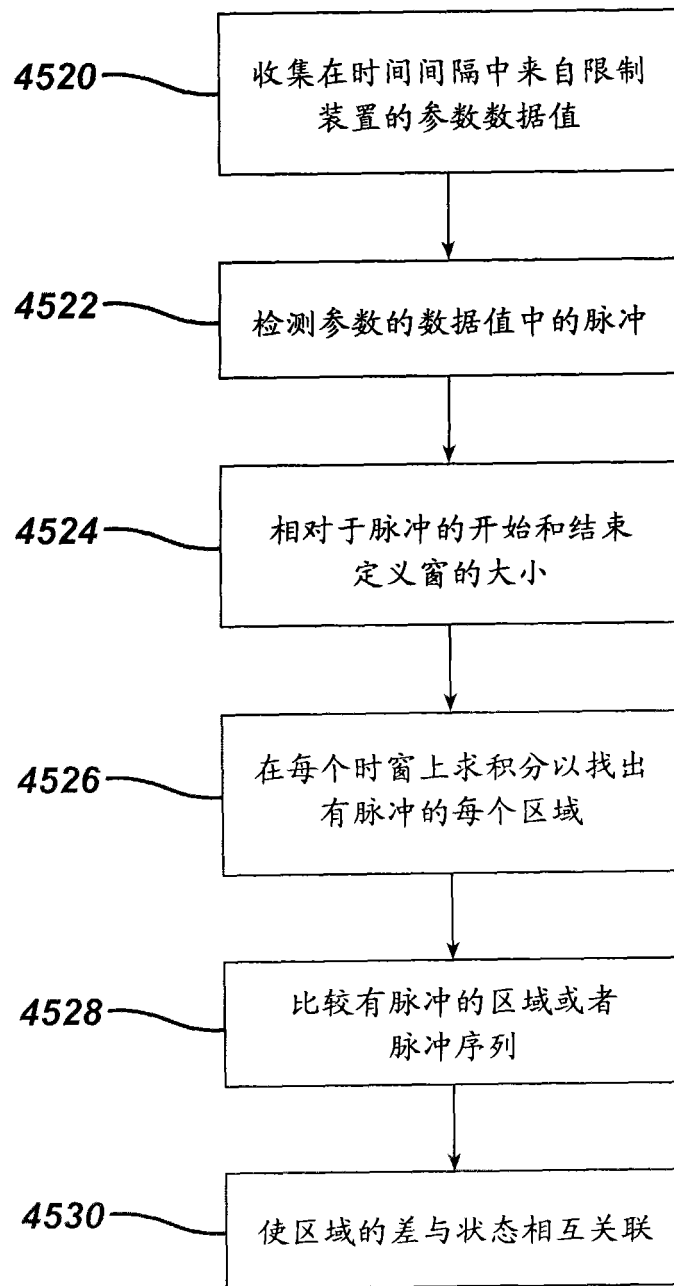 4520
收集在时间间隔中来自限制
装置的参数数据值
4522
检测参数的数据值中的脉冲
4524
相对于脉冲的开始和结束
定义窗的大小
4526
在每个时窗上求积分以找出
有脉冲的每个区域
4528
比较有脉冲的区域或者
脉冲序列
4530
使区域的差与状态相互关联